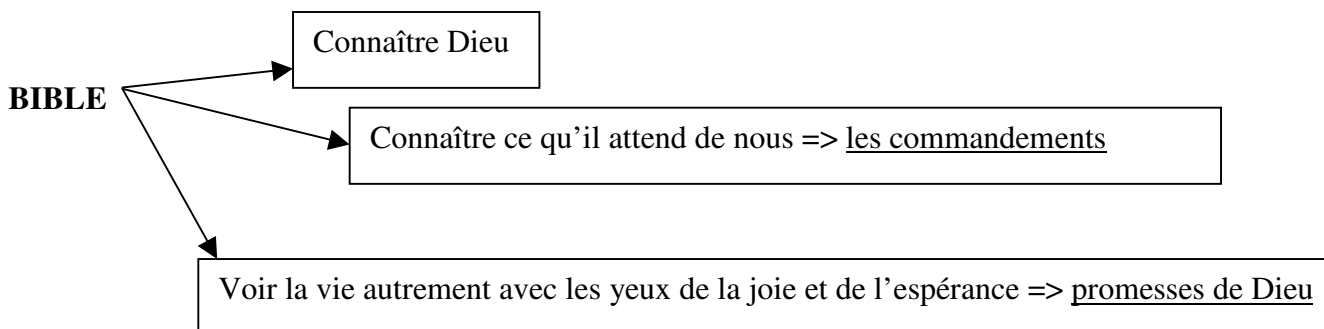 Connaître Dieu
BIBLE
Connaître ce qu’il attend de nous => les commandements
Voir la vie autrement avec les yeux de la joie et de l’espérance => promesses de Dieu